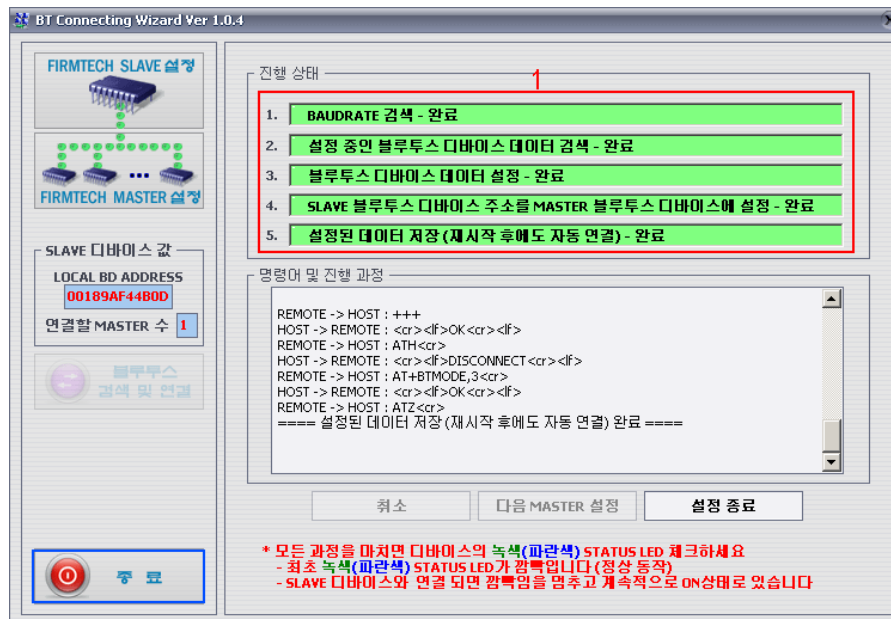 BT Connecting Wizard Ver 1.0.4
FIRMTECH SLAVE 설정
FIRMTECH MASTER 설정
SLAVE 디바이스 값
LOCAL BD ADDRESS
00189AF44B0D
연결할 MASTER 수 1
블루투스
검색 및 연결
종 료
진행 상태
1
1. BAUDRATE 검색 - 완료
2. 설정 중인 블루투스 디바이스 데이터 검색 - 완료
3. 블루투스 디바이스 데이터 설정 - 완료
4. SLAVE 블루투스 디바이스 주소를 MASTER 블루투스 디바이스에 설정 - 완료
5. 설정된 데이터 저장 (재시작 후에도 자동 연결) - 완료
명령어 및 진행 과정
REMOTE -> HOST : +++
HOST -> REMOTE : <cr><lf>OK<cr><lf>
REMOTE -> HOST : ATH<cr>
HOST -> REMOTE : <cr><lf>DISCONNECT<cr><lf>
REMOTE -> HOST : AT+BTMODE,3<cr>
HOST -> REMOTE : <cr><lf>OK<cr><lf>
REMOTE -> HOST : ATZ<cr>
==== 설정된 데이터 저장 (재시작 후에도 자동 연결) 완료 ====
취소
다음 MASTER 설정
설정 종료
* 모든 과정을 마치면 디바이스의 녹색(파란색) STATUS LED 체크하세요
- 최초 녹색(파란색) STATUS LED가 깜빡입니다 (정상 동작)
- SLAVE 디바이스와 연결 되면 깜빡임을 멈추고 계속적으로 ON상태로 있습니다